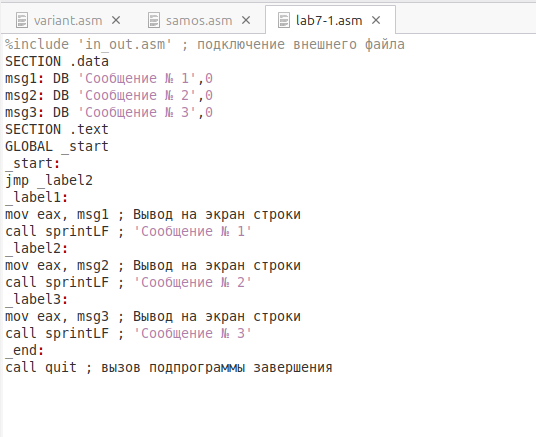 variant.asm × samos.asm × lab7-1.asm ×
%include 'in_out.asm' ; подключение внешнего файла
SECTION .data
msg1: DB 'Сообщение № 1',0
msg2: DB 'Сообщение № 2',0
msg3: DB 'Сообщение № 3',0
SECTION .text
GLOBAL _start
_start:
jmp _label2
_label1:
mov eax, msg1 ; Вывод на экран строки
call sprintLF ; 'Сообщение № 1'
_label2:
mov eax, msg2 ; Вывод на экран строки
call sprintLF ; 'Сообщение № 2'
_label3:
mov eax, msg3 ; Вывод на экран строки
call sprintLF ; 'Сообщение № 3'
_end:
call quit ; вызов подпрограммы завершения